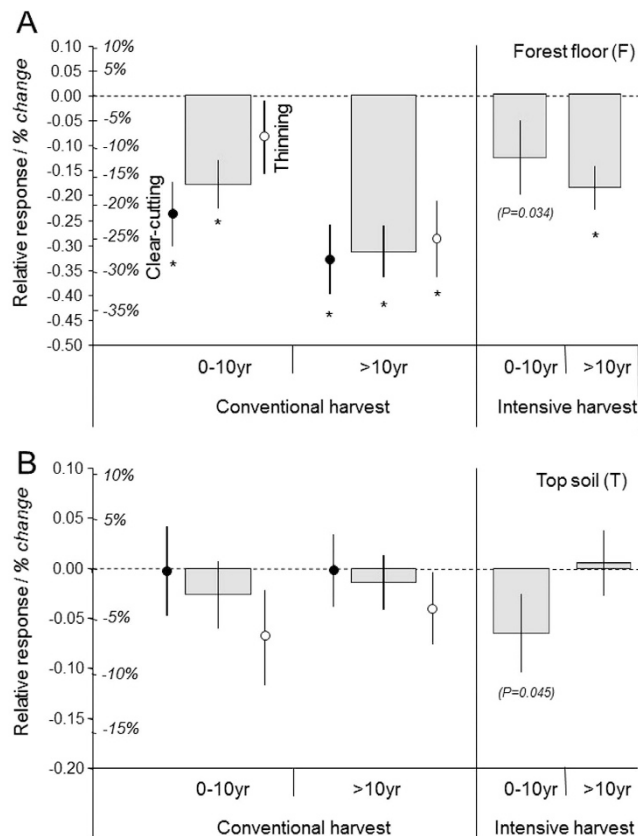 A
Relative response / % change
0.10
0.05
0.00
-0.05
-0.10
-0.15
-0.20
-0.25
-0.30
-0.35
-0.40
-0.45
-0.50
10%
5%
-5%
-10%
-15%
-20%
-25%
-30%
-35%
Clear-cutting
Thinning
*
*
*
*
*
Forest floor (F)
(P=0.034)
*
0-10yr
>10yr
0-10yr
>10yr
Conventional harvest
Intensive harvest
B
Relative response / % change
0.10
0.05
0.00
-0.05
-0.10
-0.15
-0.20
10%
5%
-5%
-10%
-15%
Top soil (T)
(P=0.045)
0-10yr
>10yr
0-10yr
>10yr
Conventional harvest
Intensive harvest